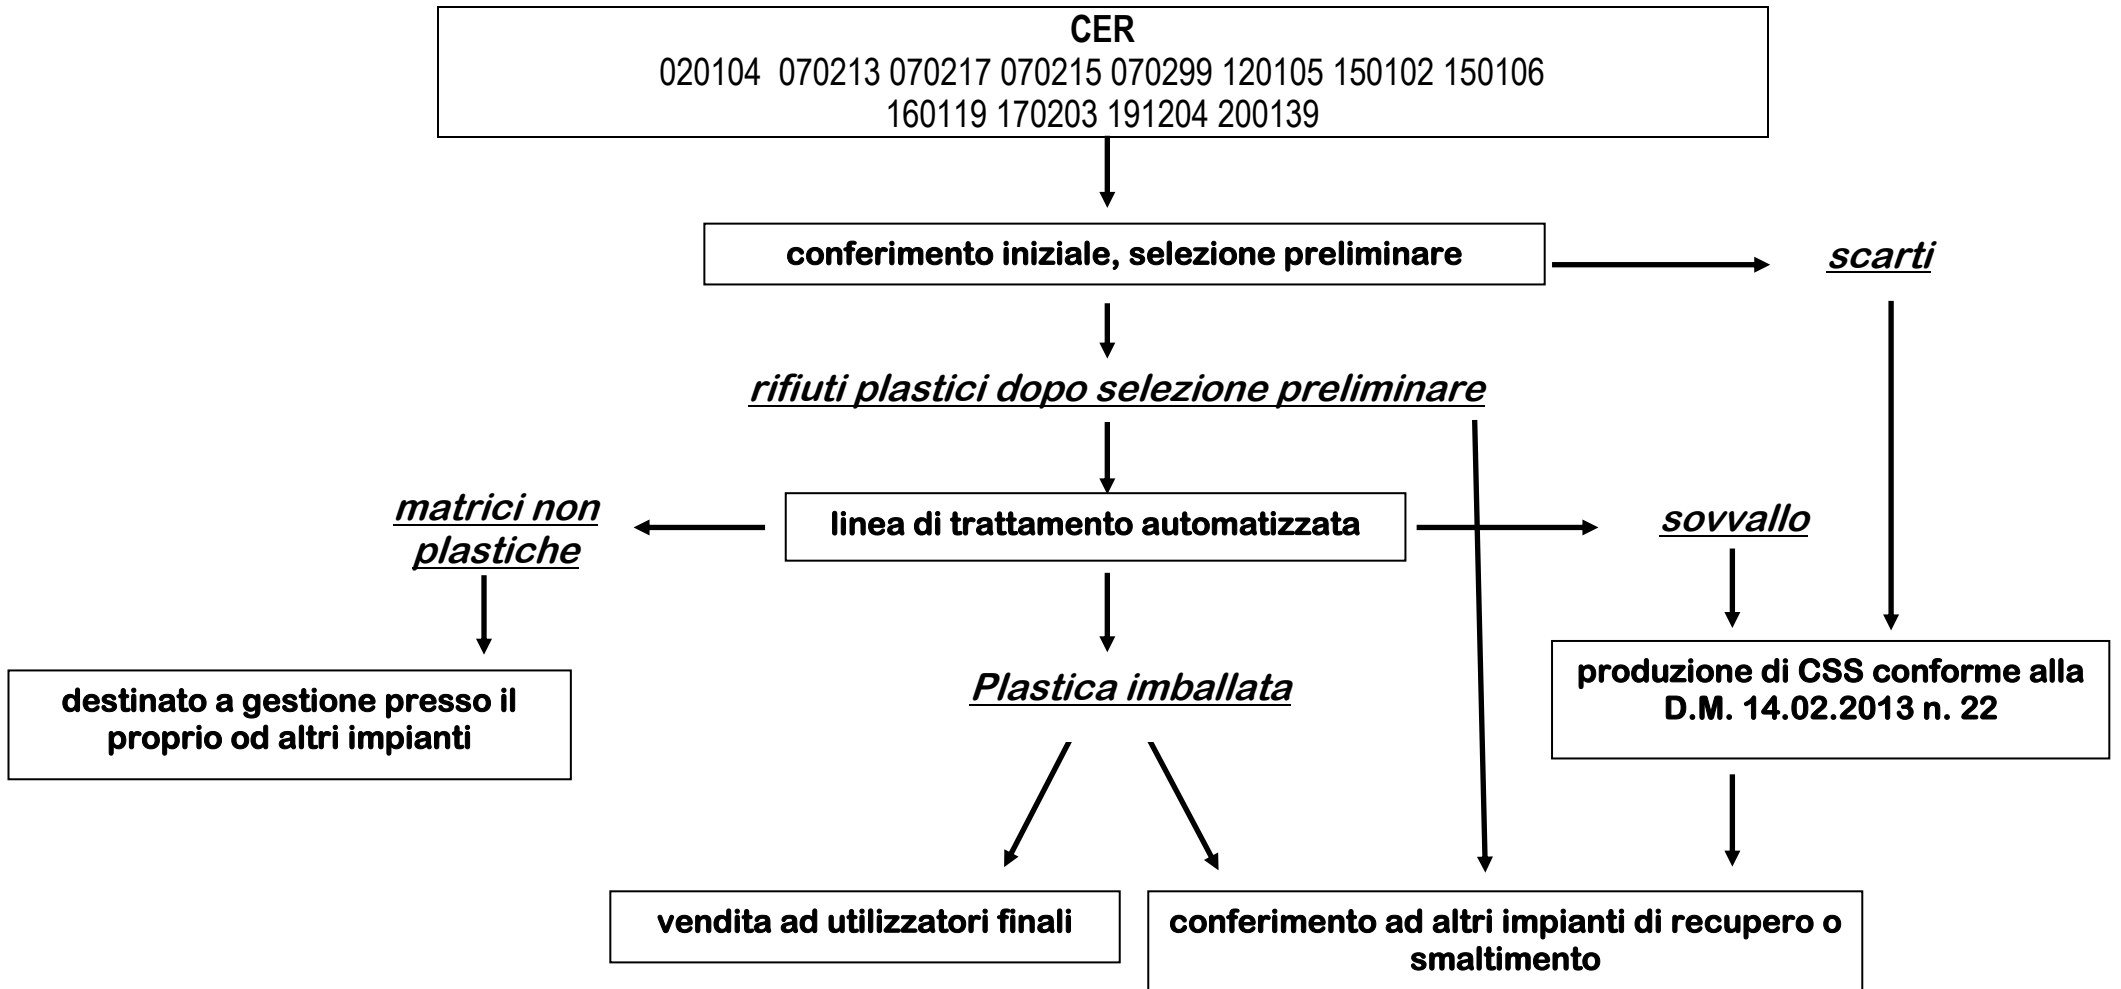 CER
020104 070213 070217 070215 070299 120105 150102 150106
160119 170203 191204 200139
conferimento iniziale, selezione preliminare
scarti
rifiuti plastici dopo selezione preliminare
matrici non
plastiche
linea di trattamento automatizzata
sovvallo
destinato a gestione presso il
proprio od altri impianti
Plastica imballata
produzione di CSS conforme alla
D.M. 14.02.2013 n. 22
vendita ad utilizzatori finali
conferimento ad altri impianti di recupero o
smaltimento